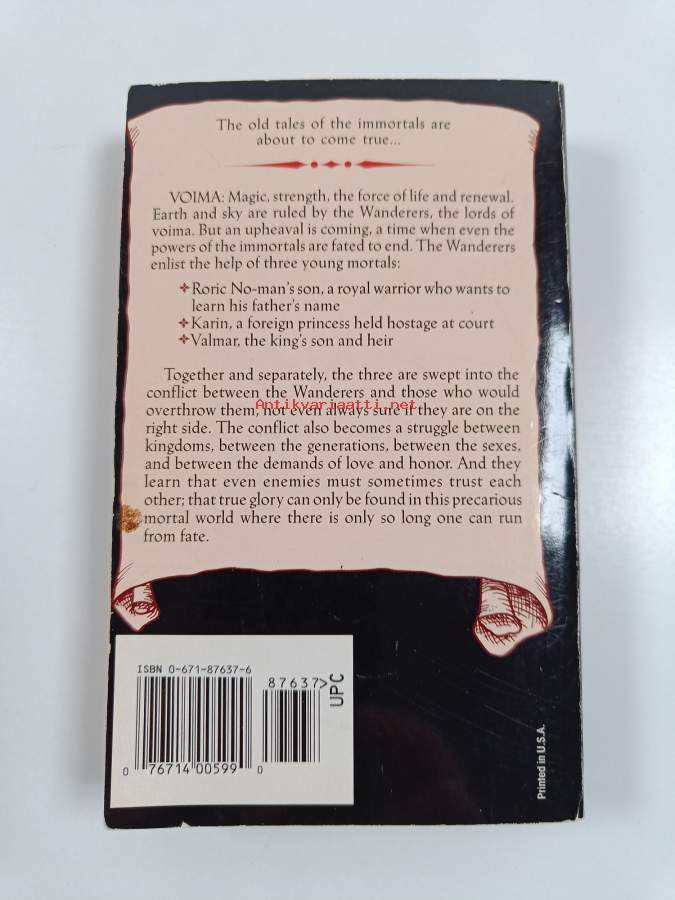 The old tales of the immortals are
about to come true...
VOIMA: Magic, strength, the force of life and renewal.
Earth and sky are ruled by the Wanderers, the lords of
voima. But an upheaval is coming, a time when even the
powers of the immortals are fated to end. The Wanderers
enlist the help of three young mortals:
✤Roric No-man's son, a royal warrior who wants to
learn his father's name
✤Karin, a foreign princess held hostage at court
✤Valmar, the king's son and heir
Together and separately, the three are swept into the
conflict between the Wanderers and those who would
overthrow them, not even always sure if they are on the
Antikvariaatti.net
right side. The conflict also becomes a struggle between
kingdoms, between the generations, between the sexes,
and between the demands of love and honor. And they
learn that even enemies must sometimes trust each
other; that true glory can only be found in this precarious
mortal world where there is only so long one can run
from fate.
ISBN 0-671-87637-6
87637>
UPC
0 76714 00599 0
Printed in U.S.A.